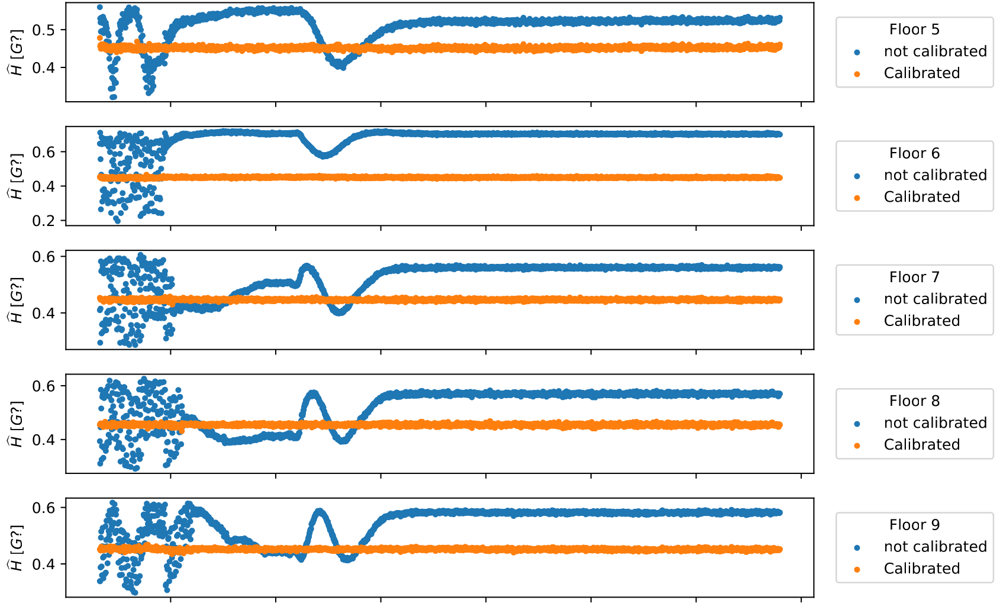 0.5
0.4
Ĥ [G?]
Floor 5
not calibrated
Calibrated
0.6
0.4
0.2
Ĥ [G?]
Floor 6
not calibrated
Calibrated
0.6
0.4
Ĥ [G?]
Floor 7
not calibrated
Calibrated
0.6
0.4
Ĥ [G?]
Floor 8
not calibrated
Calibrated
0.6
0.4
Ĥ [G?]
Floor 9
not calibrated
Calibrated